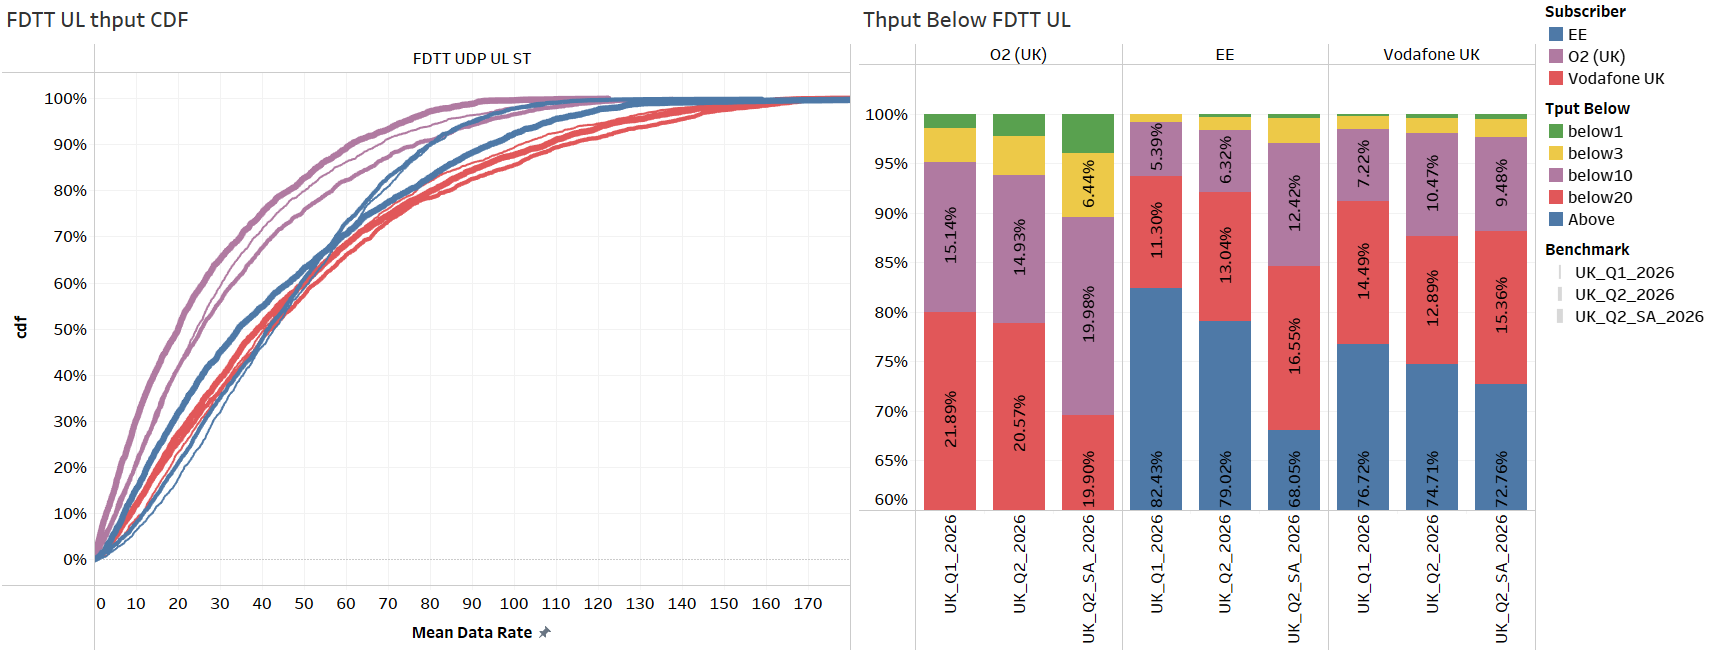 FDTT UL thput CDF
FDTT UDP UL ST
100%
90%
80%
70%
60%
50%
40%
30%
20%
10%
0%
cdf
0 10 20 30 40 50 60 70 80 90 100 110 120 130 140 150 160 170
Mean Data Rate
Thput Below FDTT UL
O2 (UK) EE Vodafone UK
100%
95%
90%
85%
80%
75%
70%
65%
60%
15.14%
21.89%
14.93%
20.57%
6.44%
19.98%
19.90%
5.39%
11.30%
82.43%
6.32%
13.04%
79.02%
12.42%
16.55%
68.05%
7.22%
14.49%
76.72%
10.47%
12.89%
74.71%
9.48%
15.36%
72.76%
UK_Q1_2026
UK_Q2_2026
UK_Q2_SA_2026
UK_Q1_2026
UK_Q2_2026
UK_Q2_SA_2026
UK_Q1_2026
UK_Q2_2026
UK_Q2_SA_2026
Subscriber
EE
O2 (UK)
Vodafone UK
Tput Below
below1
below3
below10
below20
Above
Benchmark
UK_Q1_2026
UK_Q2_2026
UK_Q2_SA_2026